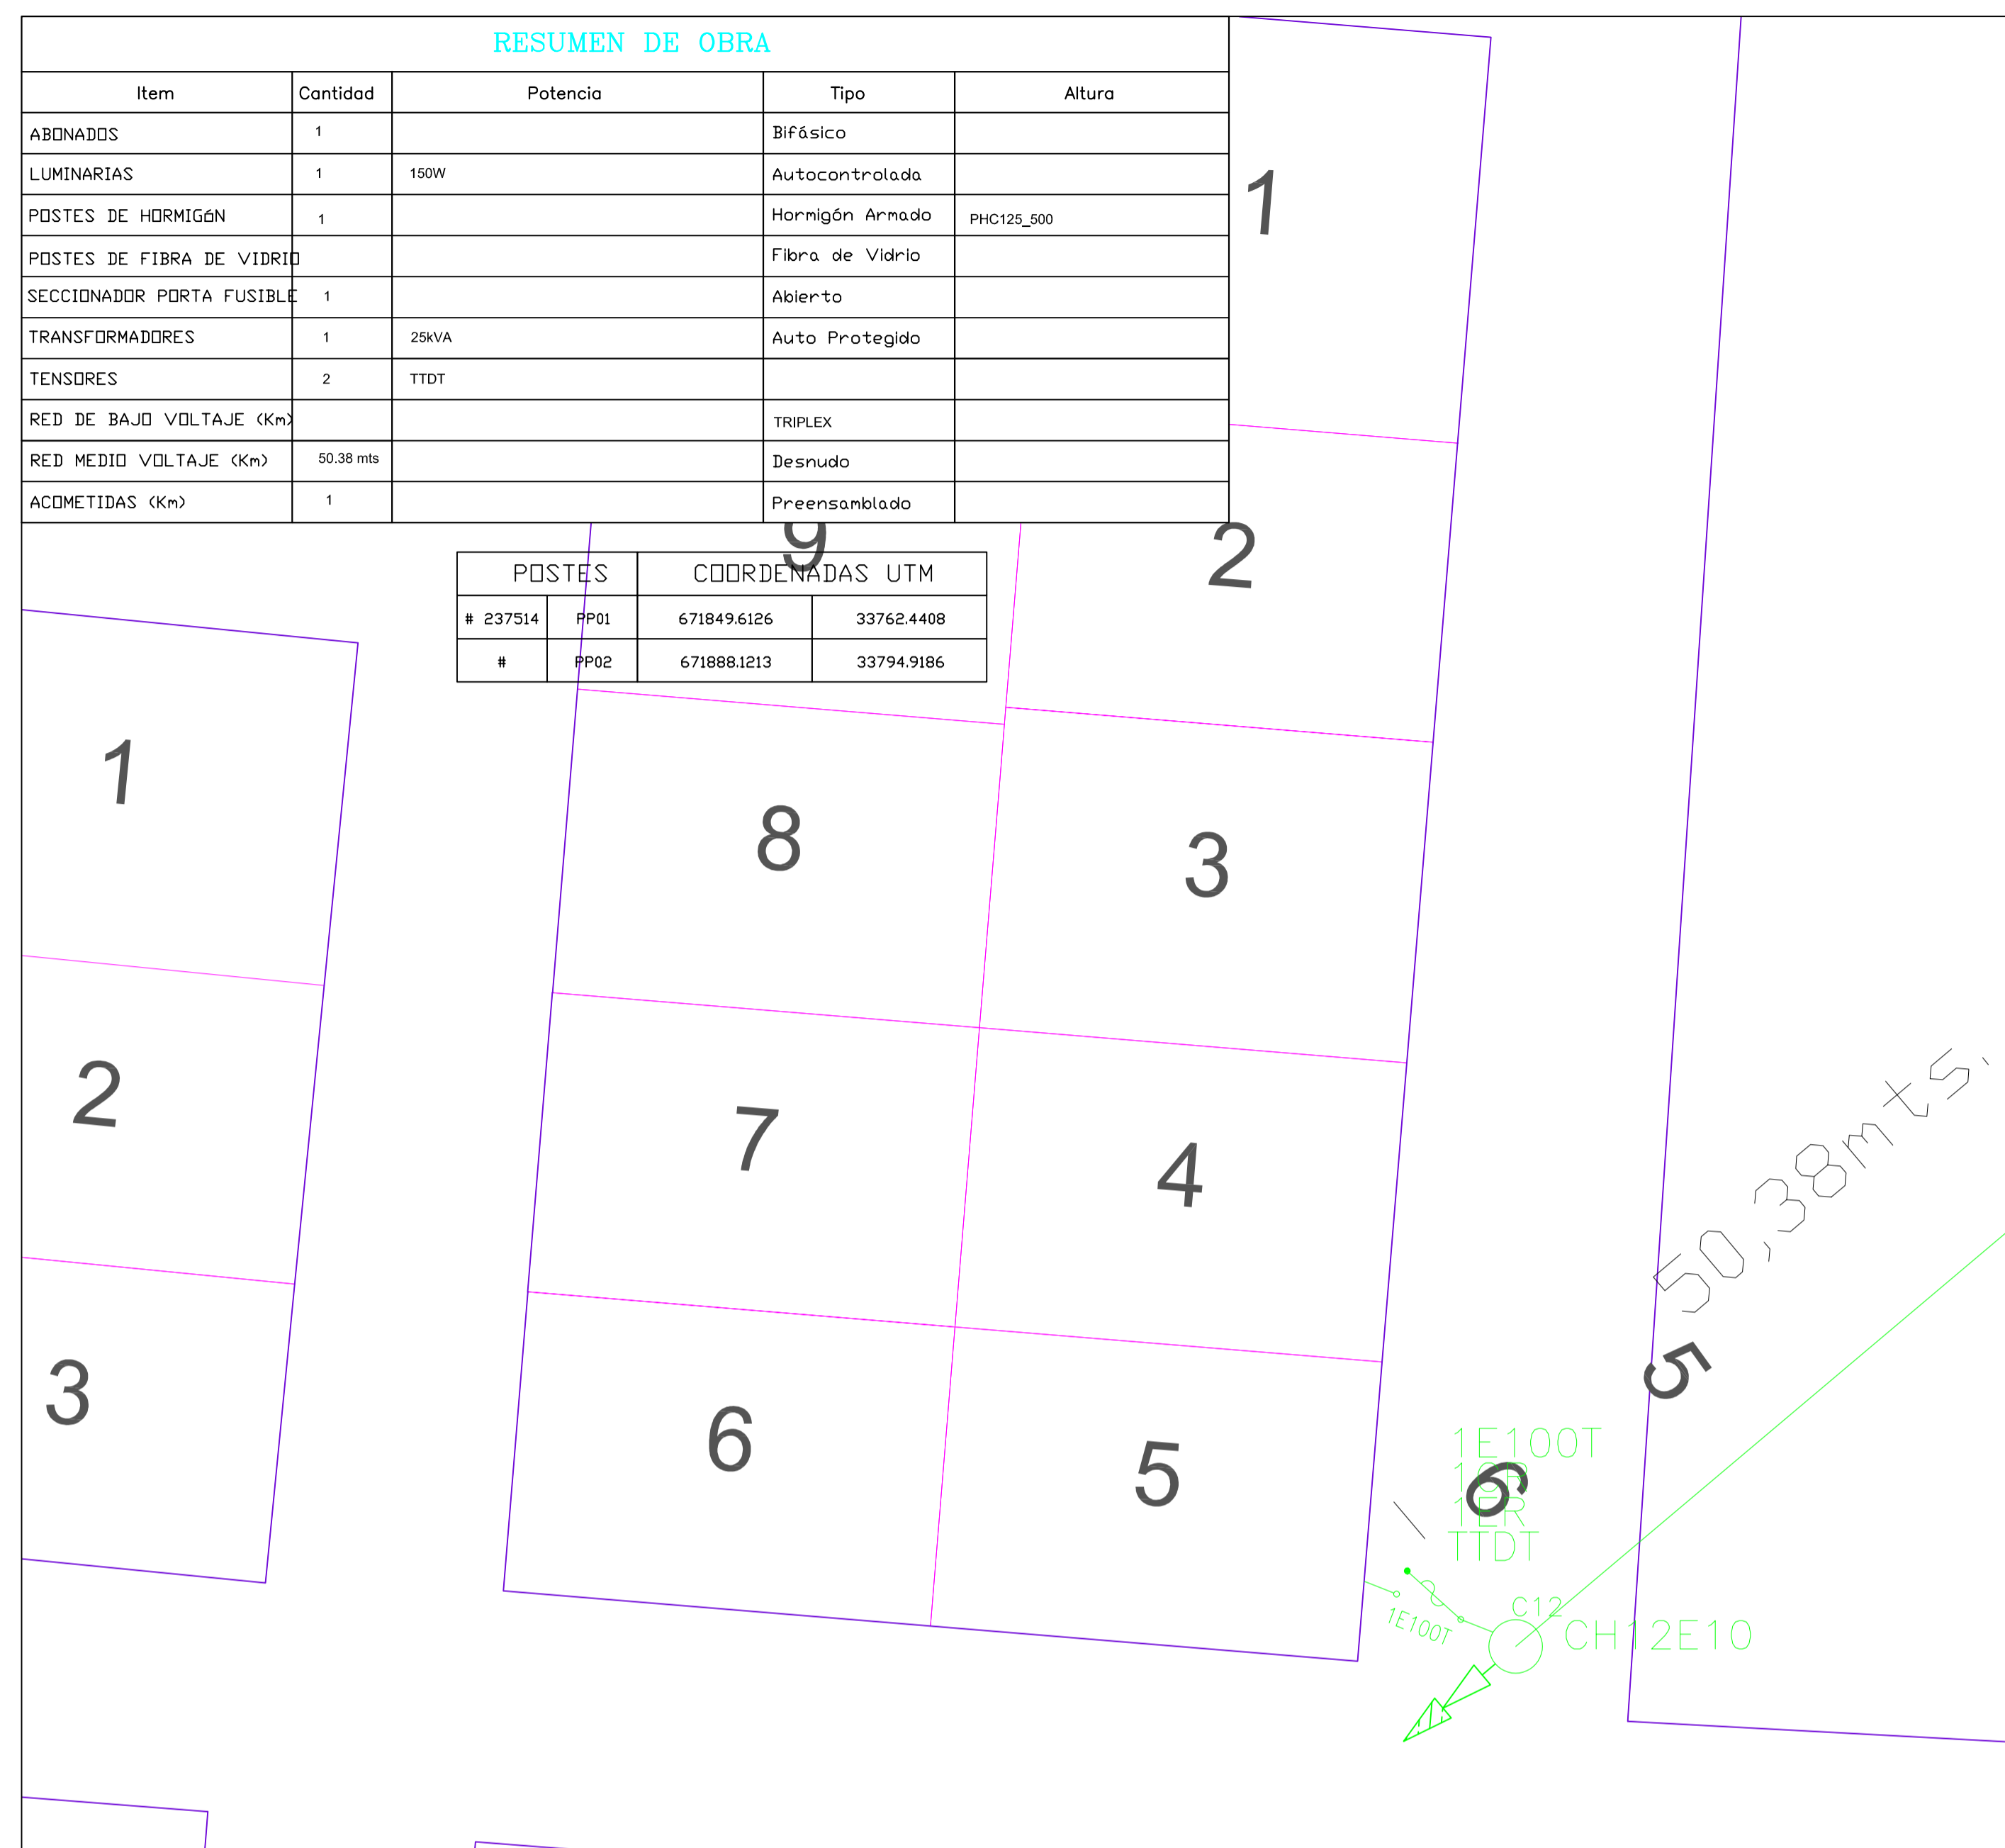 RESUMEN DE OBRA
Item Cantidad Potencia Tipo Altura
ABONADOS 1 Bifásico
LUMINARIAS 1 150W Autocontrolada
POSTES DE HORMIGóN 1 Hormigón Armado PHC125_500
POSTES DE FIBRA DE VIDRIO Fibra de Vidrio
SECCIONADOR PORTA FUSIBLE 1 Abierto
TRANSFORMADORES 1 25kVA Auto Protegido
TENSORES 2 TTDT
RED DE BAJO VOLTAJE (Km) TRIPLEX
RED MEDIO VOLTAJE (Km) 50.38 mts Desnudo
ACOMETIDAS (Km) 1 Preensamblado
1
9
2
POSTES COORDENADAS UTM
# 237514 PP01 671849.6126 33762.4408
# PP02 671888.1213 33794.9186
1
8
3
2
7
4
50,38mts.
3
6
5
5
6
1E100T
1CR
1ER
TTDT
1E100T
C12
CH12E10